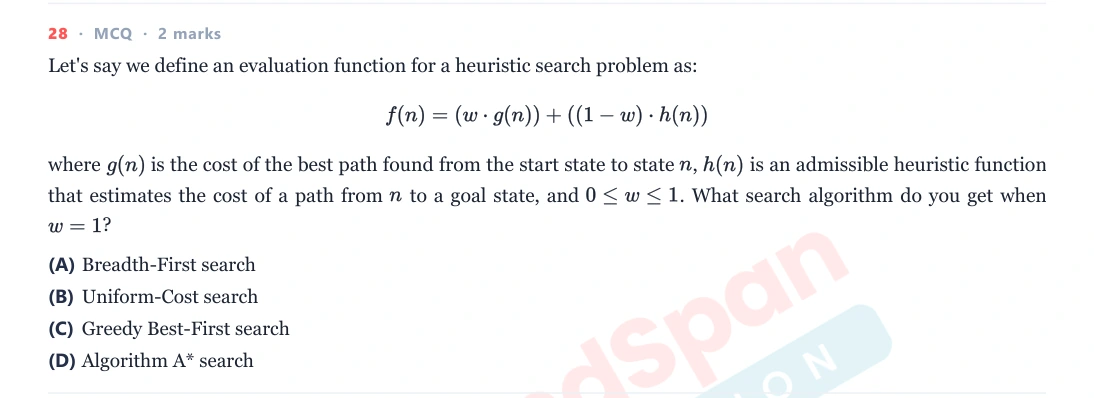 28 · MCQ · 2 marks
Let's say we define an evaluation function for a heuristic search problem as:
f(n) = (w · g(n)) + ((1 − w) · h(n))
where g(n) is the cost of the best path found from the start state to state n, h(n) is an admissible heuristic function
that estimates the cost of a path from n to a goal state, and 0 ≤ w ≤ 1. What search algorithm do you get when
w = 1?
(A) Breadth-First search
(B) Uniform-Cost search
(C) Greedy Best-First search
(D) Algorithm A* search